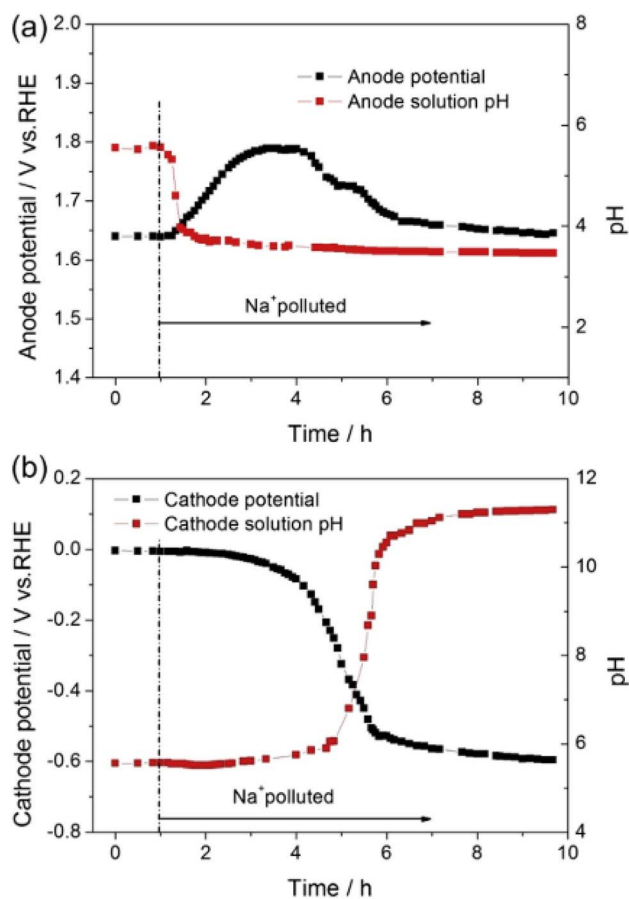 (a)
2.0
1.9
1.8
1.7
1.6
1.5
1.4
Anode potential / V vs.RHE
Anode potential
Anode solution pH
Na⁺polluted
8
6
4
2
pH
0 2 4 6 8 10
Time / h
(b)
0.2
0.0
-0.2
-0.4
-0.6
-0.8
Cathode potential / V vs.RHE
Cathode potential
Cathode solution pH
Na⁺polluted
12
10
8
6
4
pH
0 2 4 6 8 10
Time / h